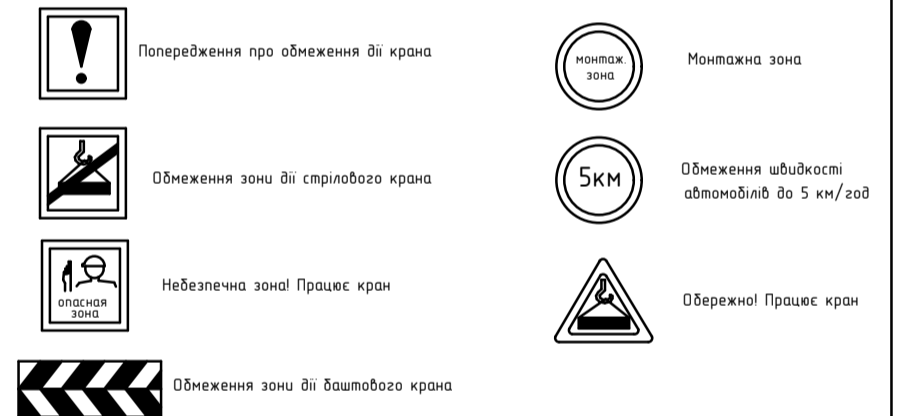 !
Попередження про обмеження дії крана
Обмеження зони дії стрілового крана
опасная
зона
Небезпечна зона! Працює кран
Обмеження зони дії баштового крана
монтаж.
зона
Монтажна зона
5км
Обмеження швидкості
автомобілів до 5 км/год
Обережно! Працює кран